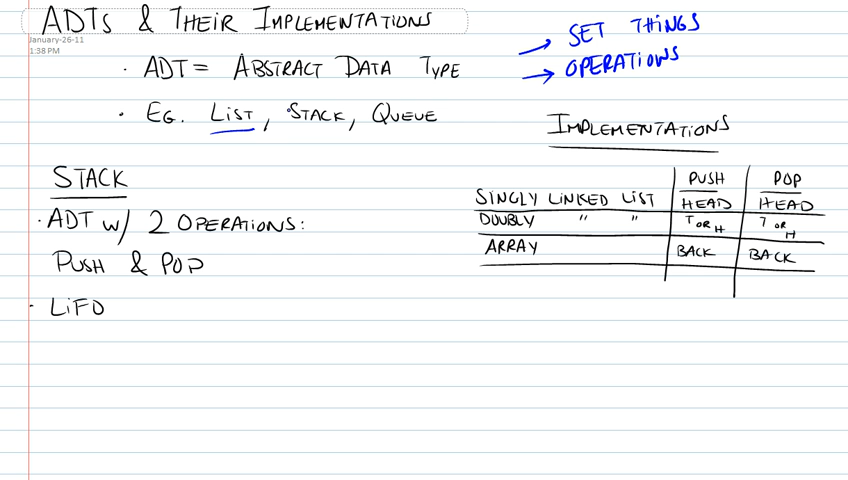 ADTs & Their Implementations
January-26-11
1:38 PM
→ Set Things
→ Operations
· ADT = Abstract Data Type
· Eg. List, Stack, Queue
Implementations
Stack
· ADT w/ 2 Operations:
Push & Pop
· LiFO
Push Pop
Singly Linked List Head Head
Doubly " " T or H T or H
Array Back Back